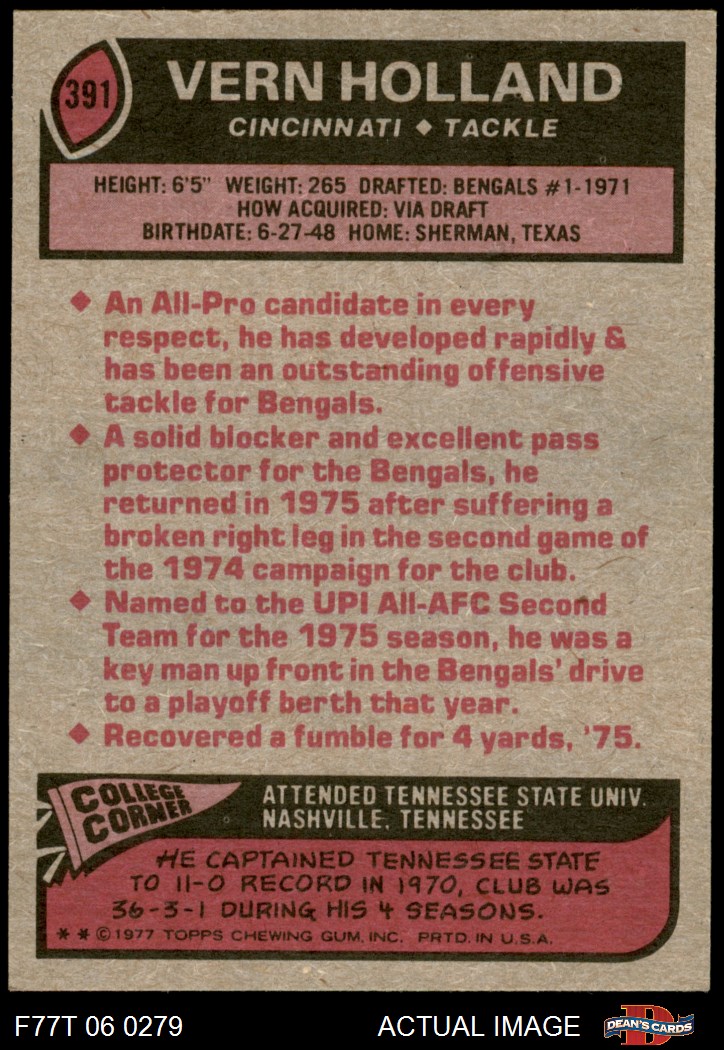 391
VERN HOLLAND
CINCINNATI ♦ TACKLE
HEIGHT: 6'5" WEIGHT: 265 DRAFTED: BENGALS #1-1971
HOW ACQUIRED: VIA DRAFT
BIRTHDATE: 6-27-48 HOME: SHERMAN, TEXAS
♦ An All-Pro candidate in every
respect, he has developed rapidly &
has been an outstanding offensive
tackle for Bengals.
♦ A solid blocker and excellent pass
protector for the Bengals, he
returned in 1975 after suffering a
broken right leg in the second game of
the 1974 campaign for the club.
♦ Named to the UPI All-AFC Second
Team for the 1975 season, he was a
key man up front in the Bengals' drive
to a playoff berth that year.
♦ Recovered a fumble for 4 yards, '75.
COLLEGE
CORNER
ATTENDED TENNESSEE STATE UNIV.
NASHVILLE, TENNESSEE
HE CAPTAINED TENNESSEE STATE
TO 11-0 RECORD IN 1970, CLUB WAS
36-3-1 DURING HIS 4 SEASONS.
* * © 1977 TOPPS CHEWING GUM, INC. PRTD. IN U.S.A.
F77T 06 0279
ACTUAL IMAGE
D
DEAN'S CARDS